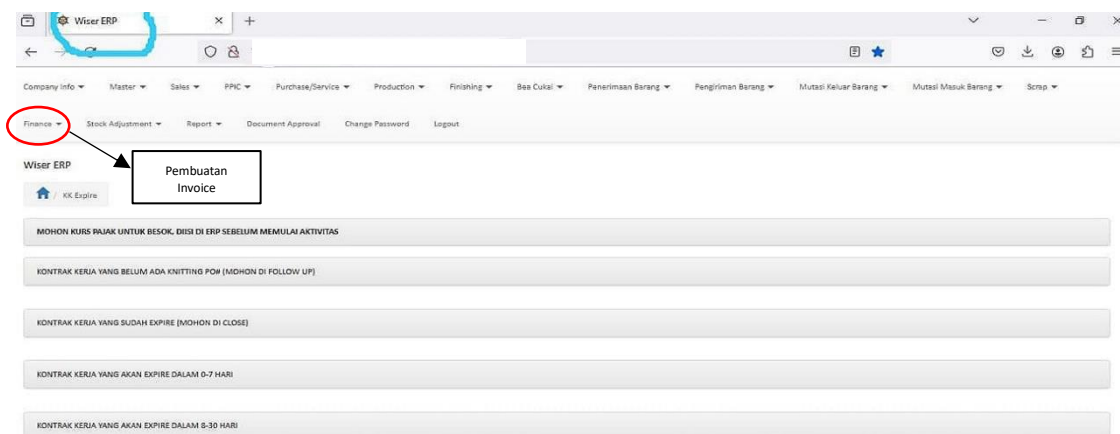 Wiser ERP
Company Info Master Sales PPIC Purchase/Service Production Finishing Bea Cukai Penerimaan Barang Pengiriman Barang Mutasi Keluar Barang Mutasi Masuk Barang Scrap
Finance Stock Adjustment Report Document Approval Change Password Logout
Wiser ERP
Pembuatan
Invoice
/ KK Expire
MOHON KURS PAJAK UNTUK BESOK, DIISI DI ERP SEBELUM MEMULAI AKTIVITAS
KONTRAK KERJA YANG BELUM ADA KNITTING PO# (MOHON DI FOLLOW UP)
KONTRAK KERJA YANG SUDAH EXPIRE (MOHON DI CLOSE)
KONTRAK KERJA YANG AKAN EXPIRE DALAM 0-7 HARI
KONTRAK KERJA YANG AKAN EXPIRE DALAM 8-30 HARI